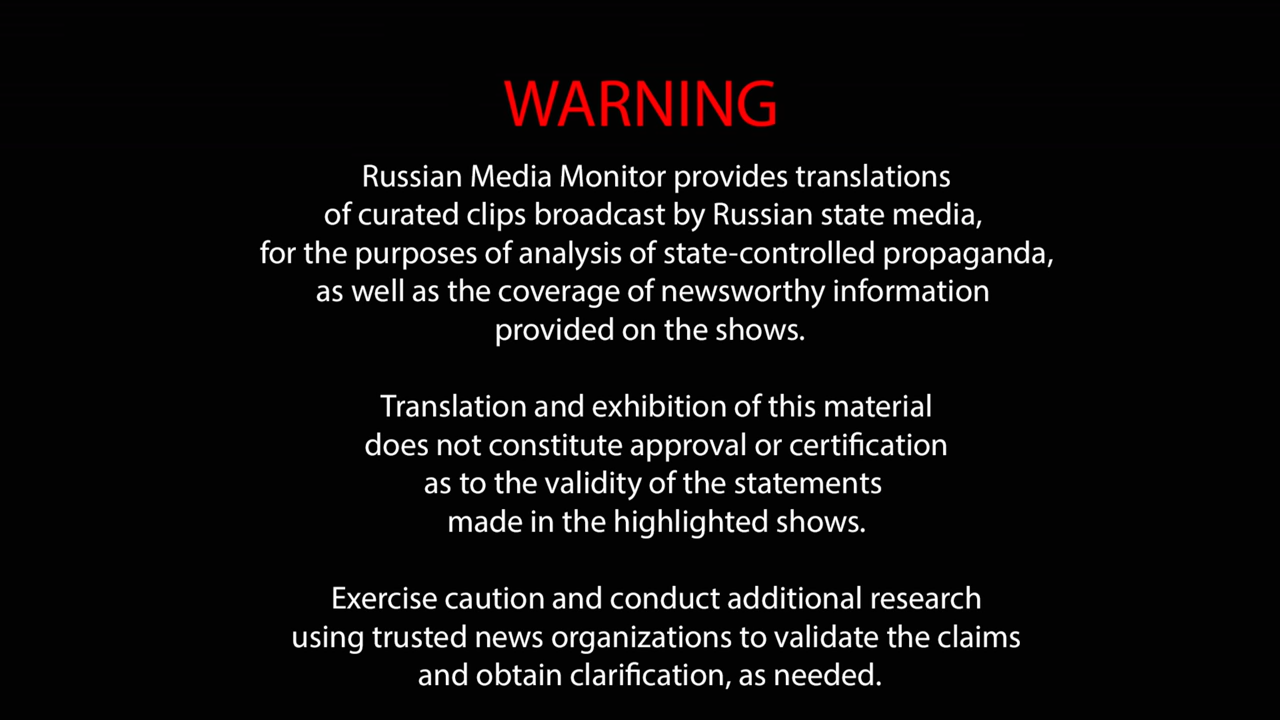 WARNING
Russian Media Monitor provides translations
of curated clips broadcast by Russian state media,
for the purposes of analysis of state-controlled propaganda,
as well as the coverage of newsworthy information
provided on the shows.
Translation and exhibition of this material
does not constitute approval or certification
as to the validity of the statements
made in the highlighted shows.
Exercise caution and conduct additional research
using trusted news organizations to validate the claims
and obtain clarification, as needed.